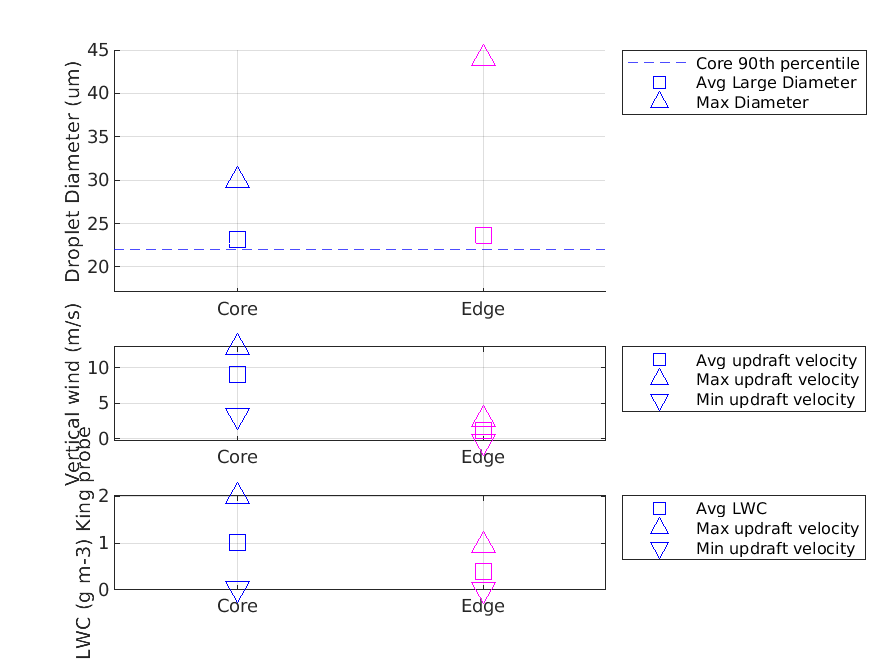 Droplet Diameter (um)
45
40
35
30
25
20
Core
Edge
Core 90th percentile
Avg Large Diameter
Max Diameter
Vertical wind (m/s)
10
5
0
Core
Edge
Avg updraft velocity
Max updraft velocity
Min updraft velocity
LWC (g m-3) King probe
2
1
0
Core
Edge
Avg LWC
Max updraft velocity
Min updraft velocity